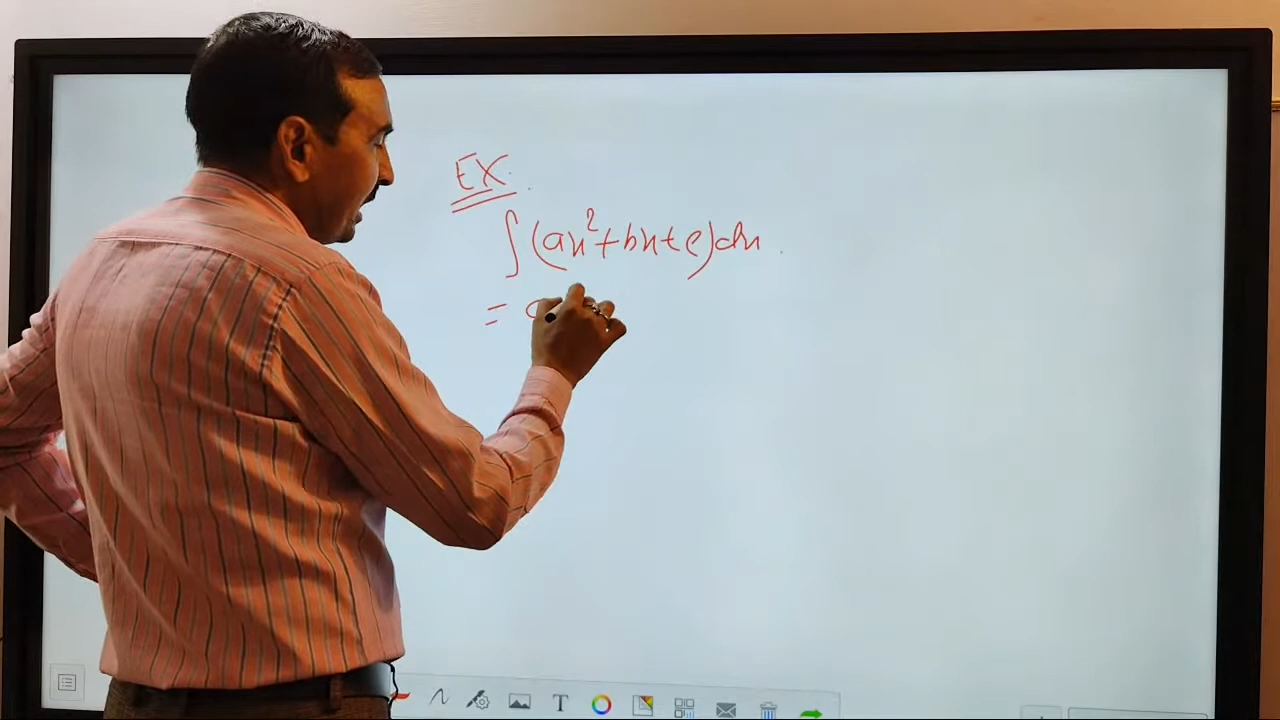 EX.
∫(ax²+bx+c)dx
=
T